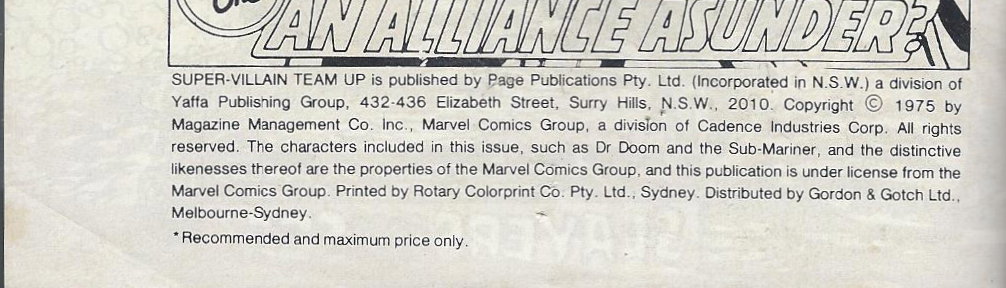 One
AN ALLIANCE ASUNDER?
SUPER-VILLAIN TEAM UP is published by Page Publications Pty. Ltd. (Incorporated in N.S.W.) a division of
Yaffa Publishing Group, 432-436 Elizabeth Street, Surry Hills, N.S.W., 2010. Copyright © 1975 by
Magazine Management Co. Inc., Marvel Comics Group, a division of Cadence Industries Corp. All rights
reserved. The characters included in this issue, such as Dr Doom and the Sub-Mariner, and the distinctive
likenesses thereof are the properties of the Marvel Comics Group, and this publication is under license from the
Marvel Comics Group. Printed by Rotary Colorprint Co. Pty. Ltd., Sydney. Distributed by Gordon & Gotch Ltd.,
Melbourne-Sydney.
*Recommended and maximum price only.